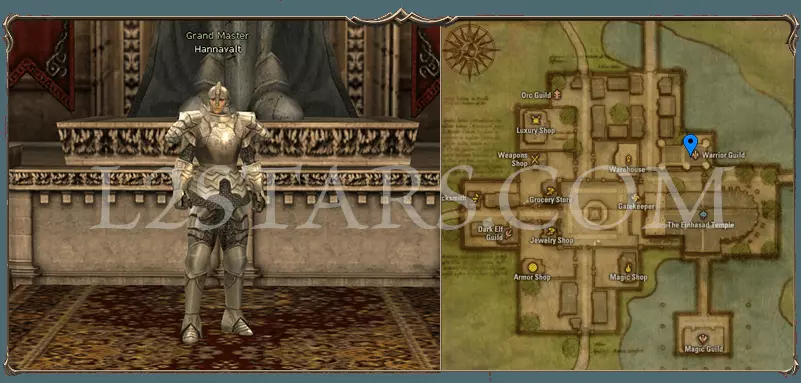 Grand Master
Hannavalt
L2STARS.COM
Orc Guild
Luxury Shop
Weapons
Shop
Warehouse
Warrior Guild
cksmith
Grocery Store
Gatekeeper
The Einhasad Temple
Dark Elf
Guild
Jewelry Shop
Armor Shop
Magic Shop
Magic Guild